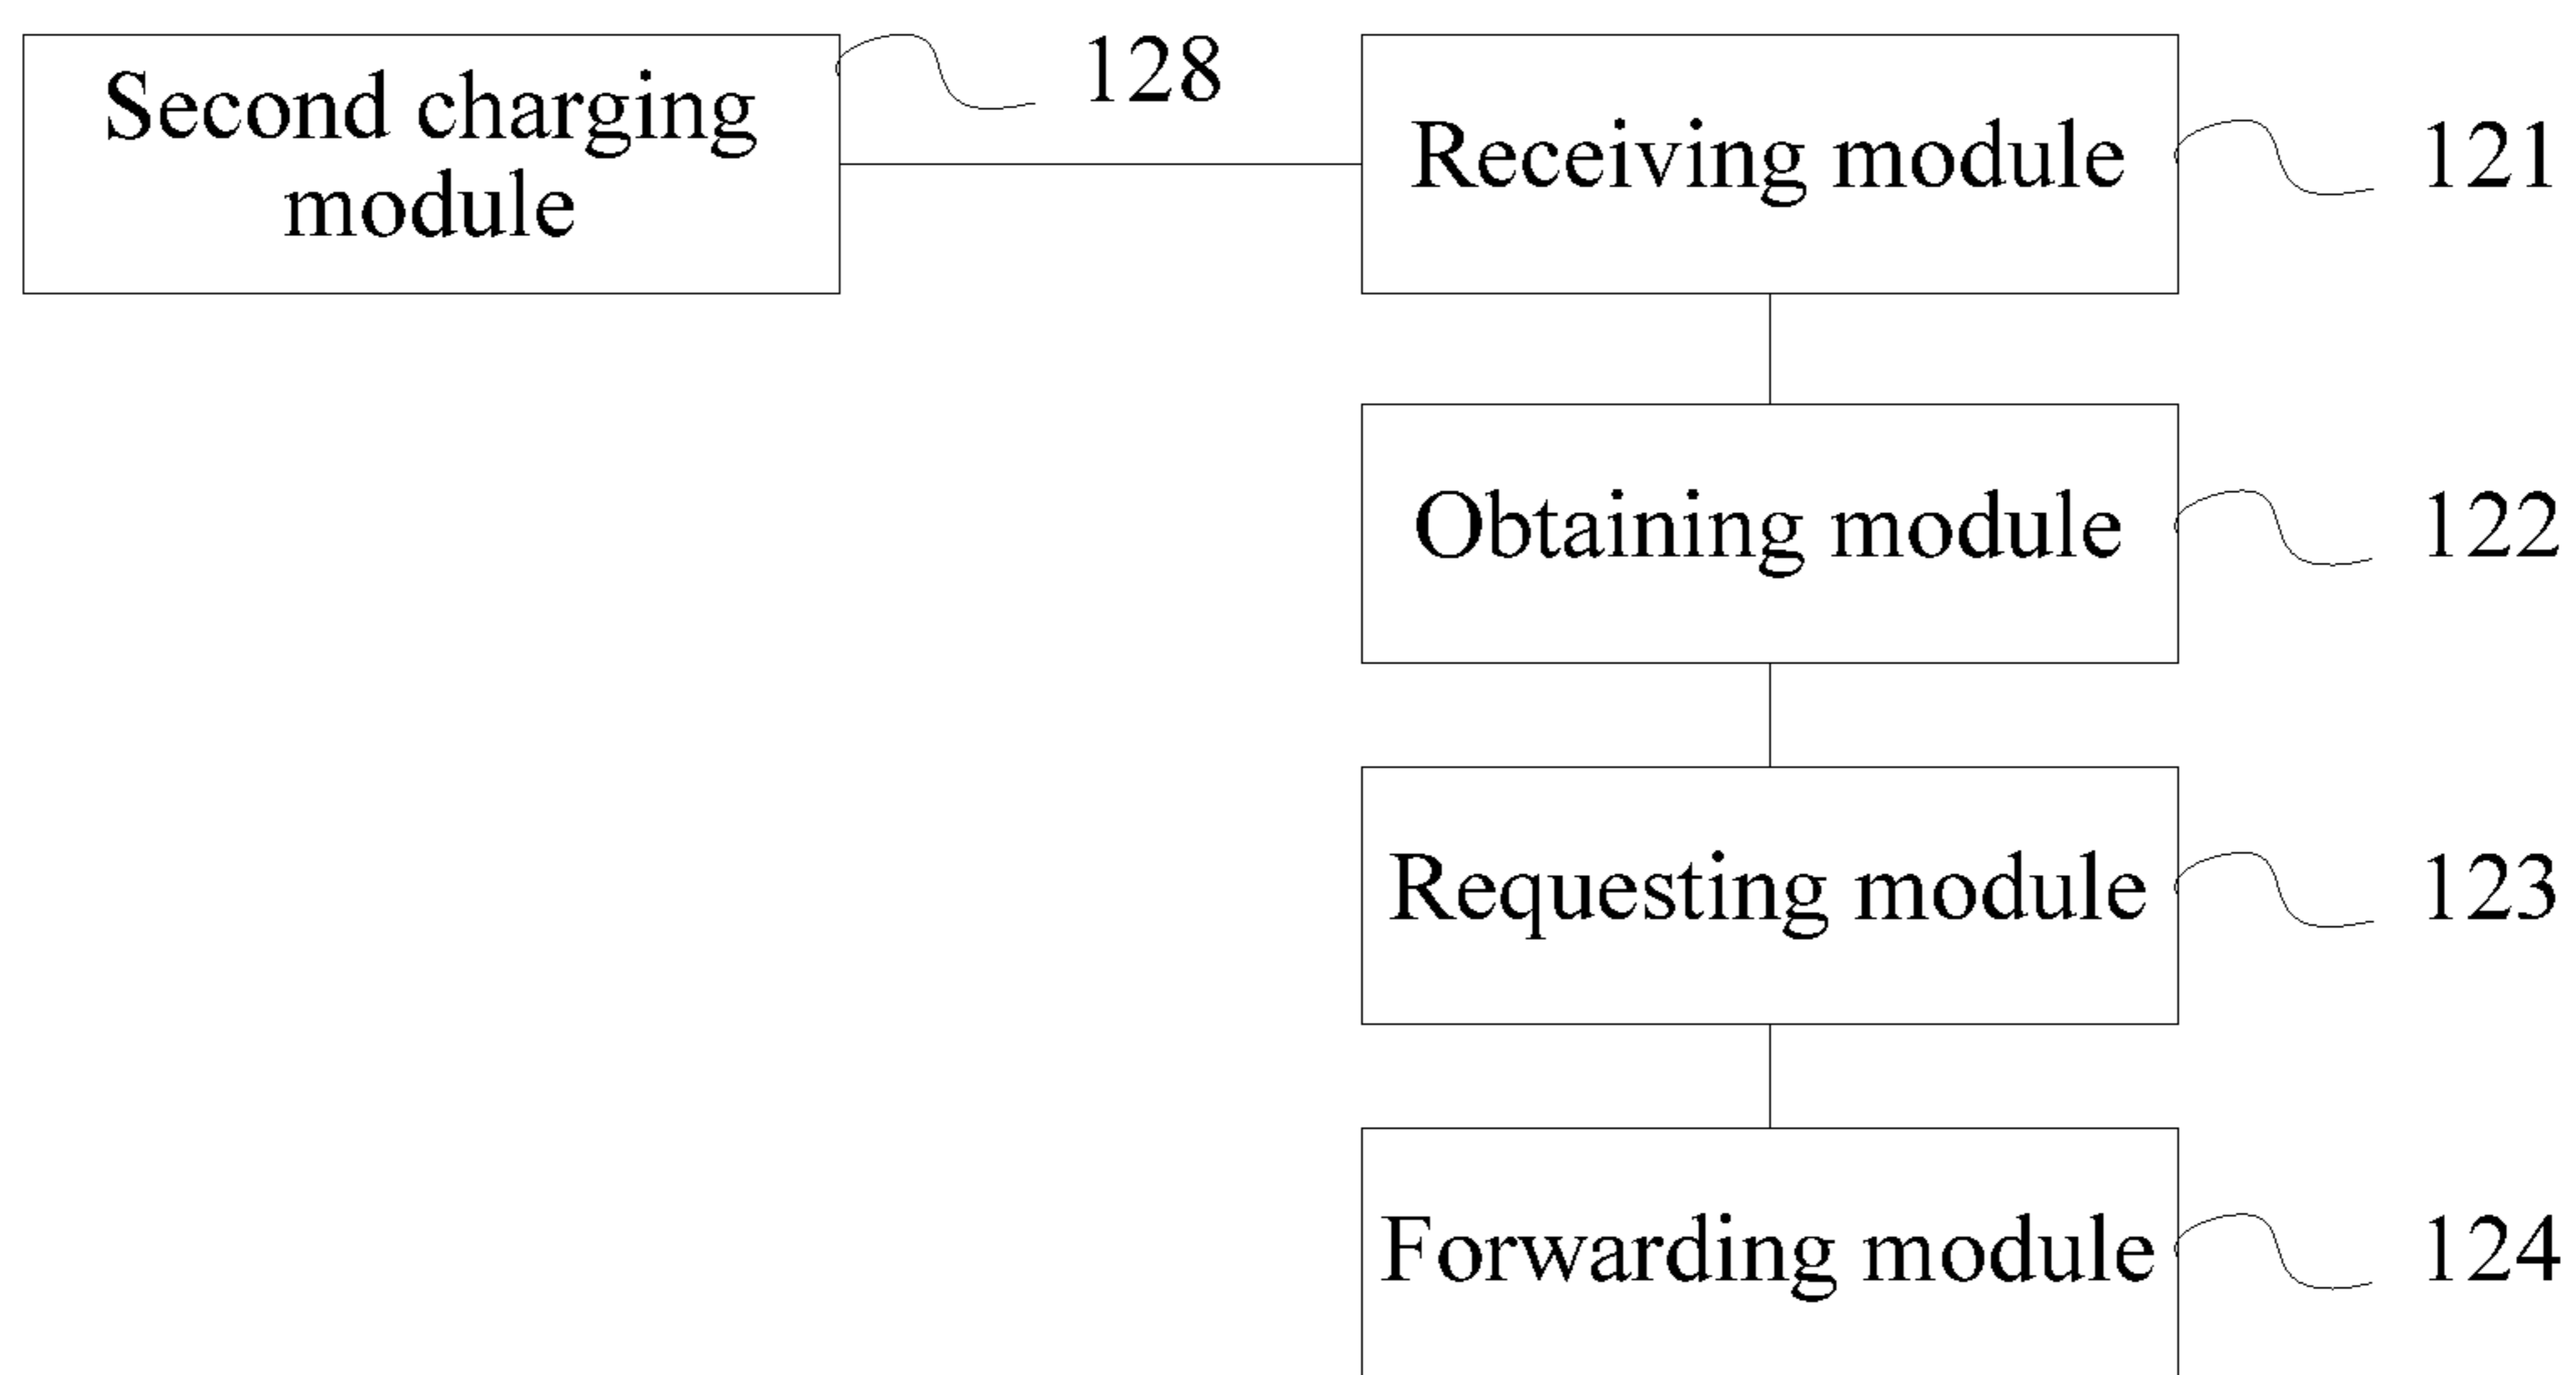 Second charging
module
128
Receiving module
121
Obtaining module
122
Requesting module
123
Forwarding module
124